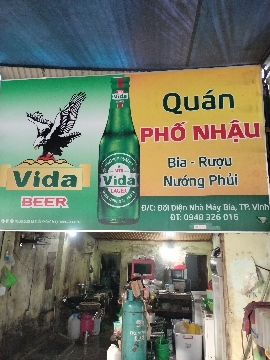 Vida
BEER
VIDA
Vida
LAGER
Quán
PHỐ NHẬU
Bia - Rượu
Nướng Phủi
Đ/C: Đối Diện Nhà Máy Bia, TP. Vinh
ĐT: 0948 326 016